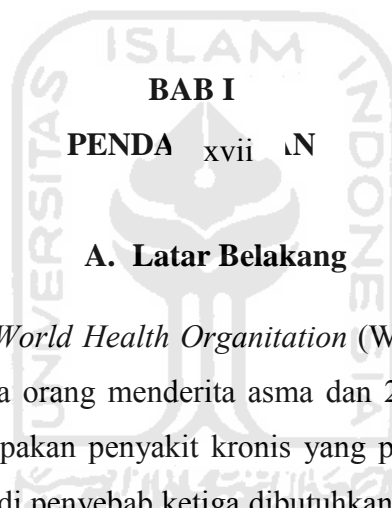 ISLAM
UNIVERSITAS
BAB I
PENDA xvii AN
A. Latar Belakang
World Health Organitation (W
a orang menderita asma dan 2
pakan penyakit kronis yang p
di penyebab ketiga dibutuhkan